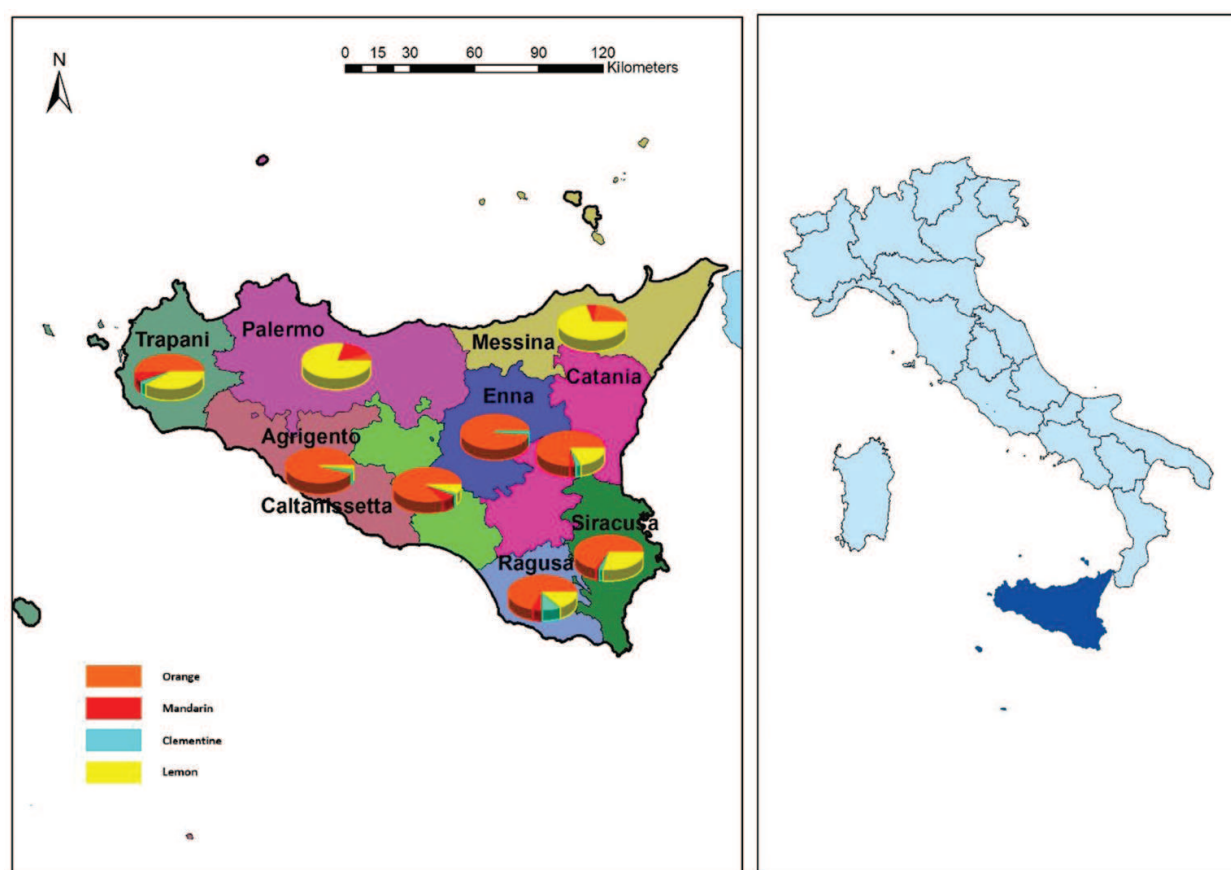 N
0 15 30 60 90 120
Kilometers
Trapani
Palermo
Messina
Catania
Enna
Agrigento
Caltanissetta
Siracusa
Ragusa
Orange
Mandarin
Clementine
Lemon